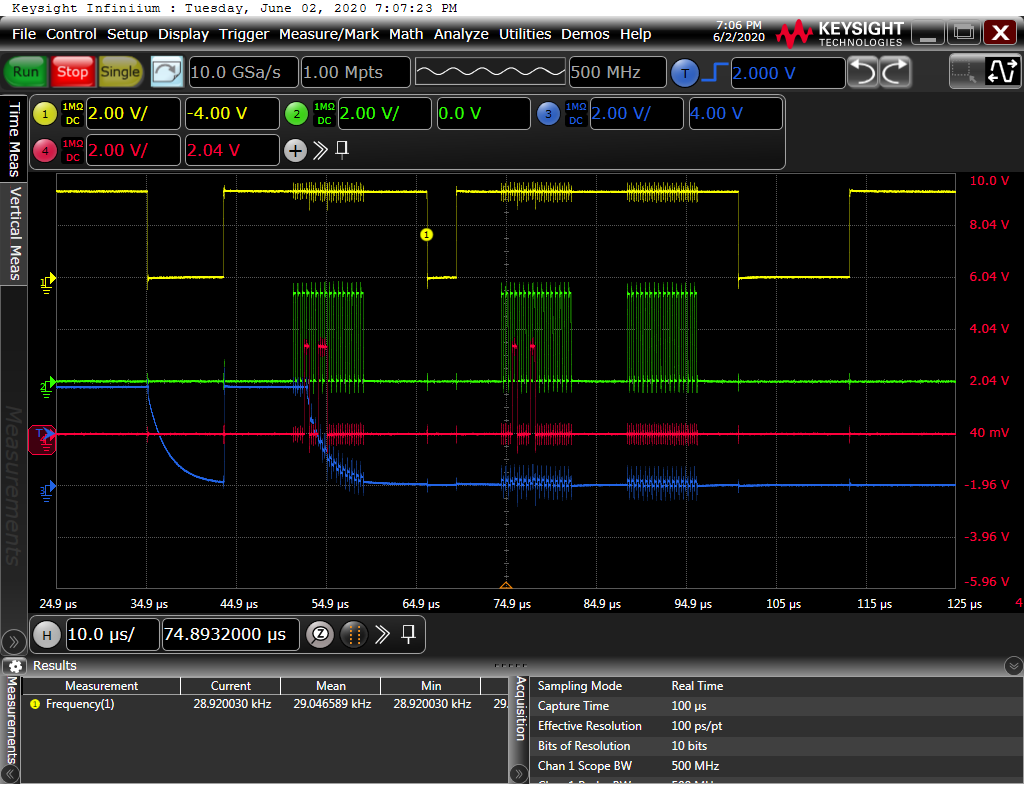 Keysight Infiniium : Tuesday, June 02, 2020 7:07:23 PM
File Control Setup Display Trigger Measure/Mark Math Analyze Utilities Demos Help
7:06 PM
6/2/2020
KEYSIGHT
TECHNOLOGIES
Run Stop Single 10.0 GSa/s 1.00 Mpts 500 MHz T 2.000 V
1 1MΩ DC 2.00 V/ -4.00 V 2 1MΩ DC 2.00 V/ 0.0 V 3 1MΩ DC 2.00 V/ 4.00 V
4 1MΩ DC 2.00 V/ 2.04 V
Time Meas
Vertical Meas
Measurements
10.0 V
8.04 V
1
6.04 V
1
4.04 V
2
2.04 V
T
40 mV
3
-1.96 V
-3.96 V
-5.96 V
24.9 µs 34.9 µs 44.9 µs 54.9 µs 64.9 µs 74.9 µs 84.9 µs 94.9 µs 105 µs 115 µs 125 µs 4
H 10.0 µs/ 74.8932000 µs Z
Results
Measurements
Measurement Current Mean Min
1 Frequency(1) 28.920030 kHz 29.046589 kHz 28.920030 kHz 29.
Acquisition
Sampling Mode Real Time
Capture Time 100 µs
Effective Resolution 100 ps/pt
Bits of Resolution 10 bits
Chan 1 Scope BW 500 MHz